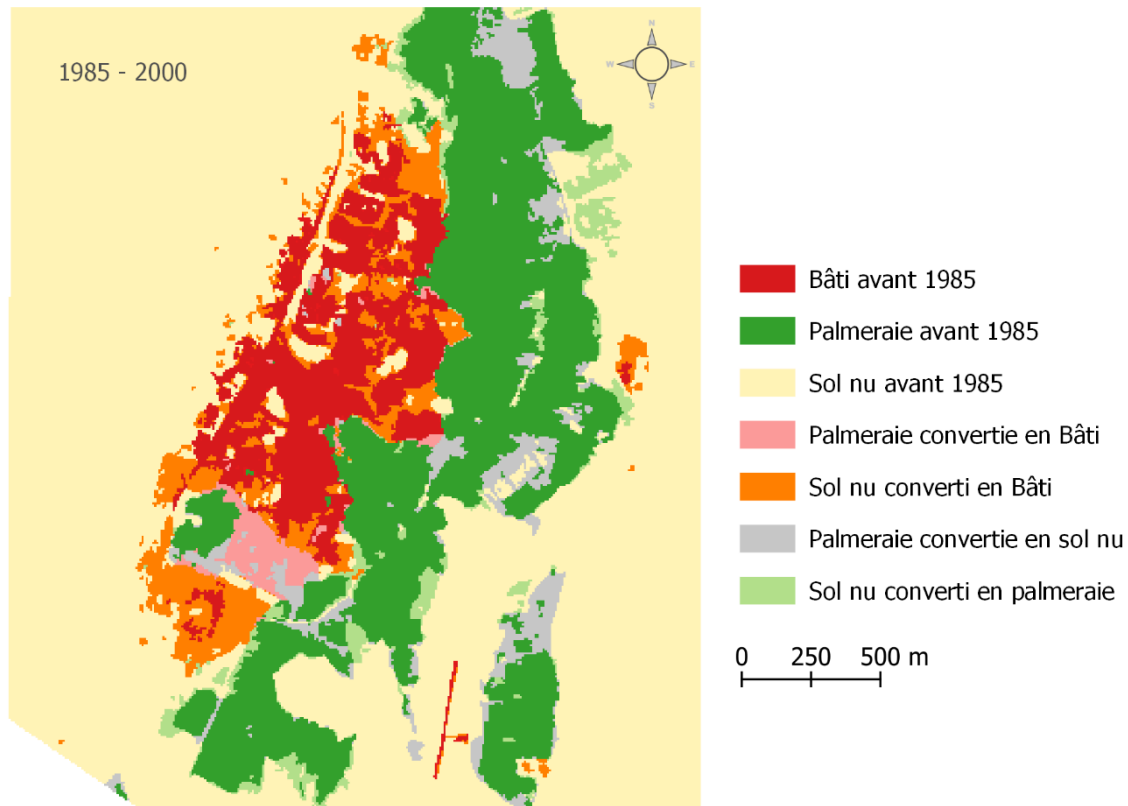 1985 - 2000
N
W
E
S
Bâti avant 1985
Palmeraie avant 1985
Sol nu avant 1985
Palmeraie convertie en Bâti
Sol nu converti en Bâti
Palmeraie convertie en sol nu
Sol nu converti en palmeraie
0 250 500 m